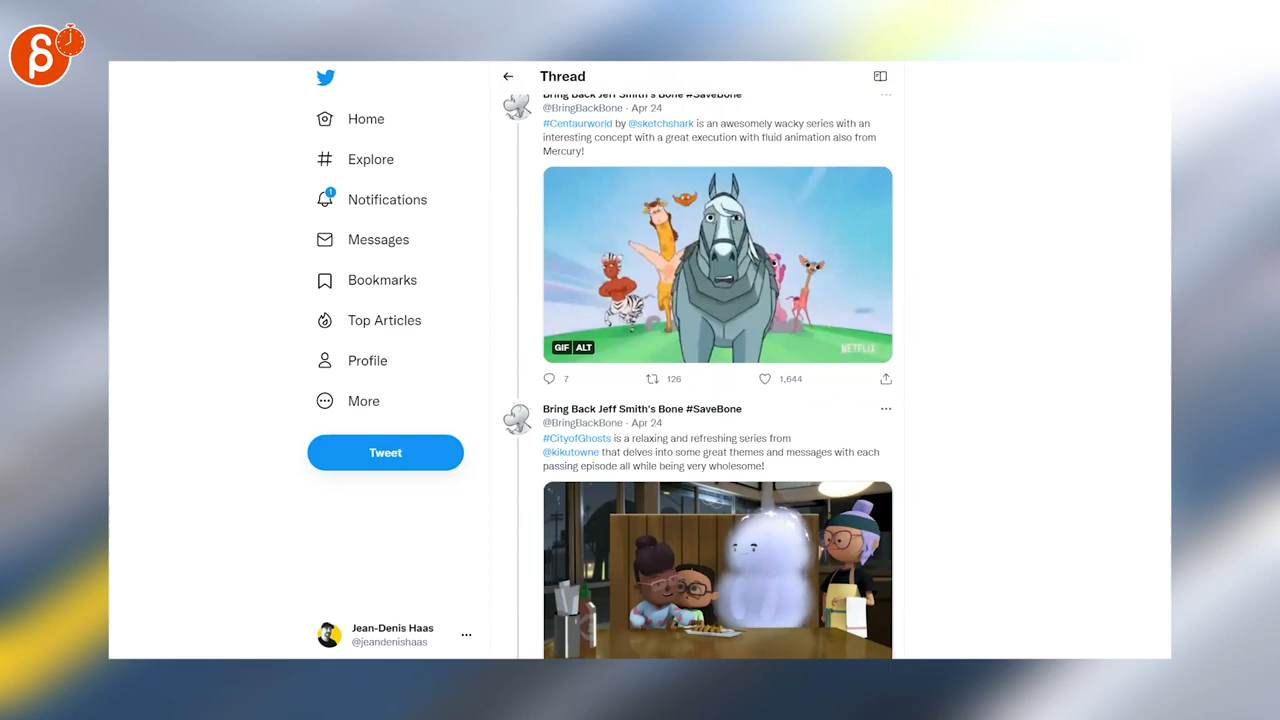 Thread
Home
Explore
1
Notifications
Messages
Bookmarks
Top Articles
Profile
More
Tweet
Jean-Denis Haas
@jeandenishaas
Bring Back Jeff Smith's Bone #SaveBone
@BringBackBone · Apr 24
#Centaurworld by @sketchshark is an awesomely wacky series with an
interesting concept with a great execution with fluid animation also from
Mercury!
GIF ALT
NETFLIX
7 126 1,644
Bring Back Jeff Smith's Bone #SaveBone
@BringBackBone · Apr 24
#CityofGhosts is a relaxing and refreshing series from
@kikutowne that delves into some great themes and messages with each
passing episode all while being very wholesome!